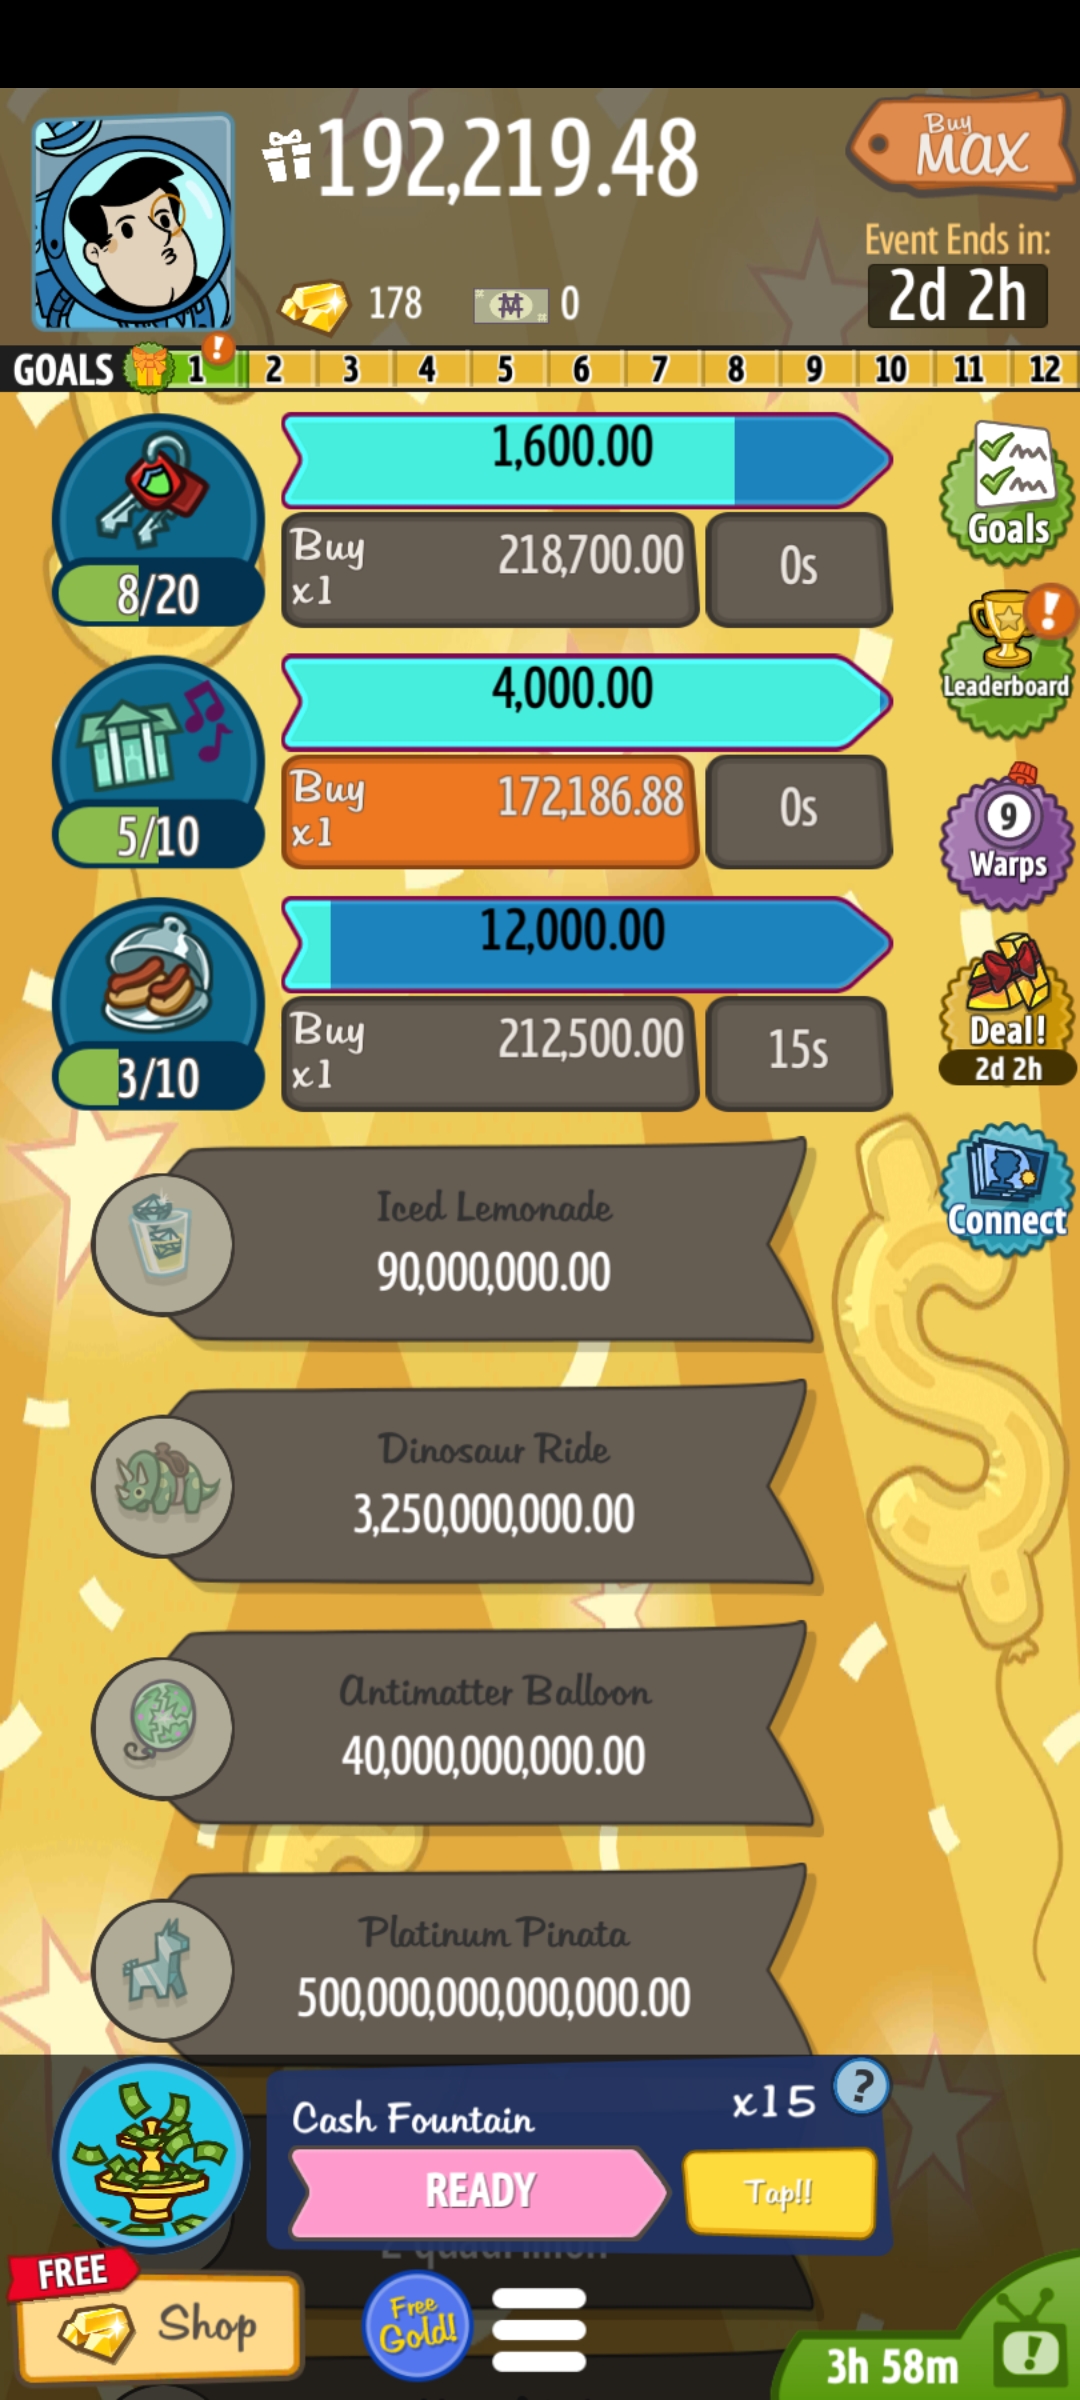 192,219.48
Buy
MAX
Event Ends in:
178
0
2d 2h
GOALS 1 ! 2 3 4 5 6 7 8 9 10 11 12
1,600.00
Buy
x1
218,700.00
0s
8/20
Goals
4,000.00
Buy
x1
172,186.88
0s
5/10
!
Leaderboard
9
Warps
12,000.00
Buy
x1
212,500.00
15s
3/10
Deal!
2d 2h
Connect
Iced Lemonade
90,000,000.00
Dinosaur Ride
3,250,000,000.00
Antimatter Balloon
40,000,000,000.00
Platinum Pinata
500,000,000,000,000.00
Cash Fountain
x15
?
READY
Tap!!
FREE
Shop
Free
Gold!
3h 58m
!